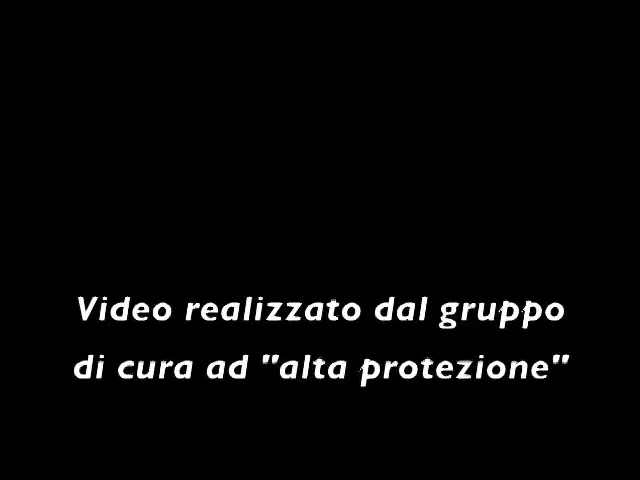 Video realizzato dal gruppo
di cura ad "alta protezione"